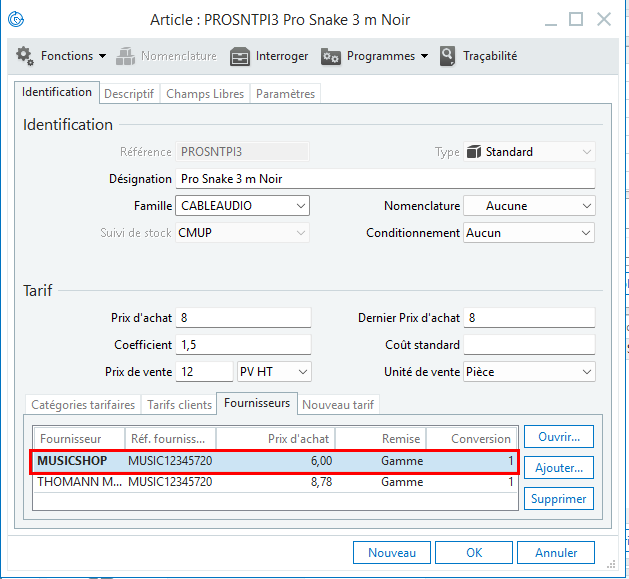 Article : PROSNTPI3 Pro Snake 3 m Noir
Fonctions Nomenclature Interroger Programmes Traçabilité
Identification Descriptif Champs Libres Paramètres
Identification
Référence PROSNTPI3 Type Standard
Désignation Pro Snake 3 m Noir
Famille CABLEAUDIO Nomenclature Aucune
Suivi de stock CMUP Conditionnement Aucun
Tarif
Prix d'achat 8 Dernier Prix d'achat 8
Coefficient 1,5 Coût standard
Prix de vente 12 PV HT Unité de vente Pièce
Catégories tarifaires Tarifs clients Fournisseurs Nouveau tarif
Fournisseur Réf. fourniss... Prix d'achat Remise Conversion Ouvrir...
MUSICSHOP MUSIC12345720 6,00 Gamme 1 Ajouter...
THOMANN M... MUSIC12345720 8,78 Gamme 1
Supprimer
Nouveau OK Annuler